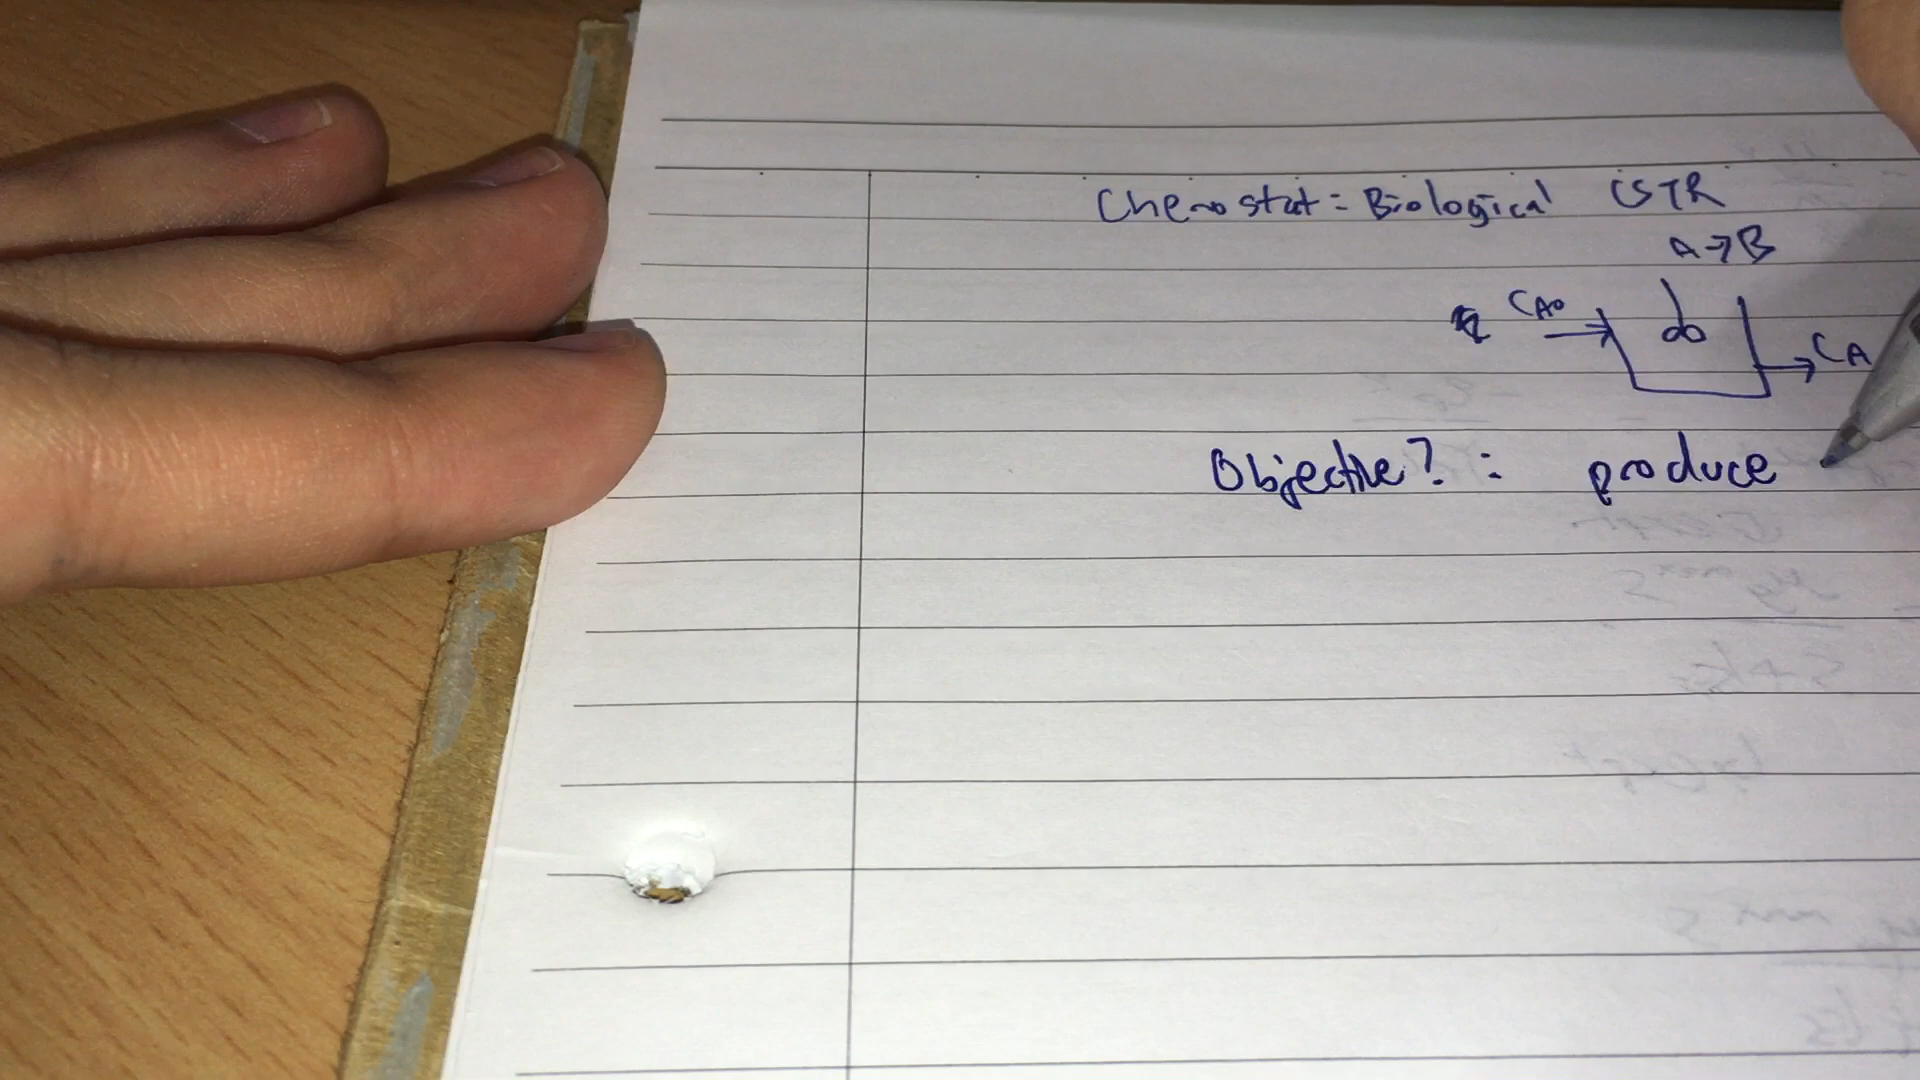 Chemostat = Biological CSTR
A → B
CA0
CA
Objective? : produce